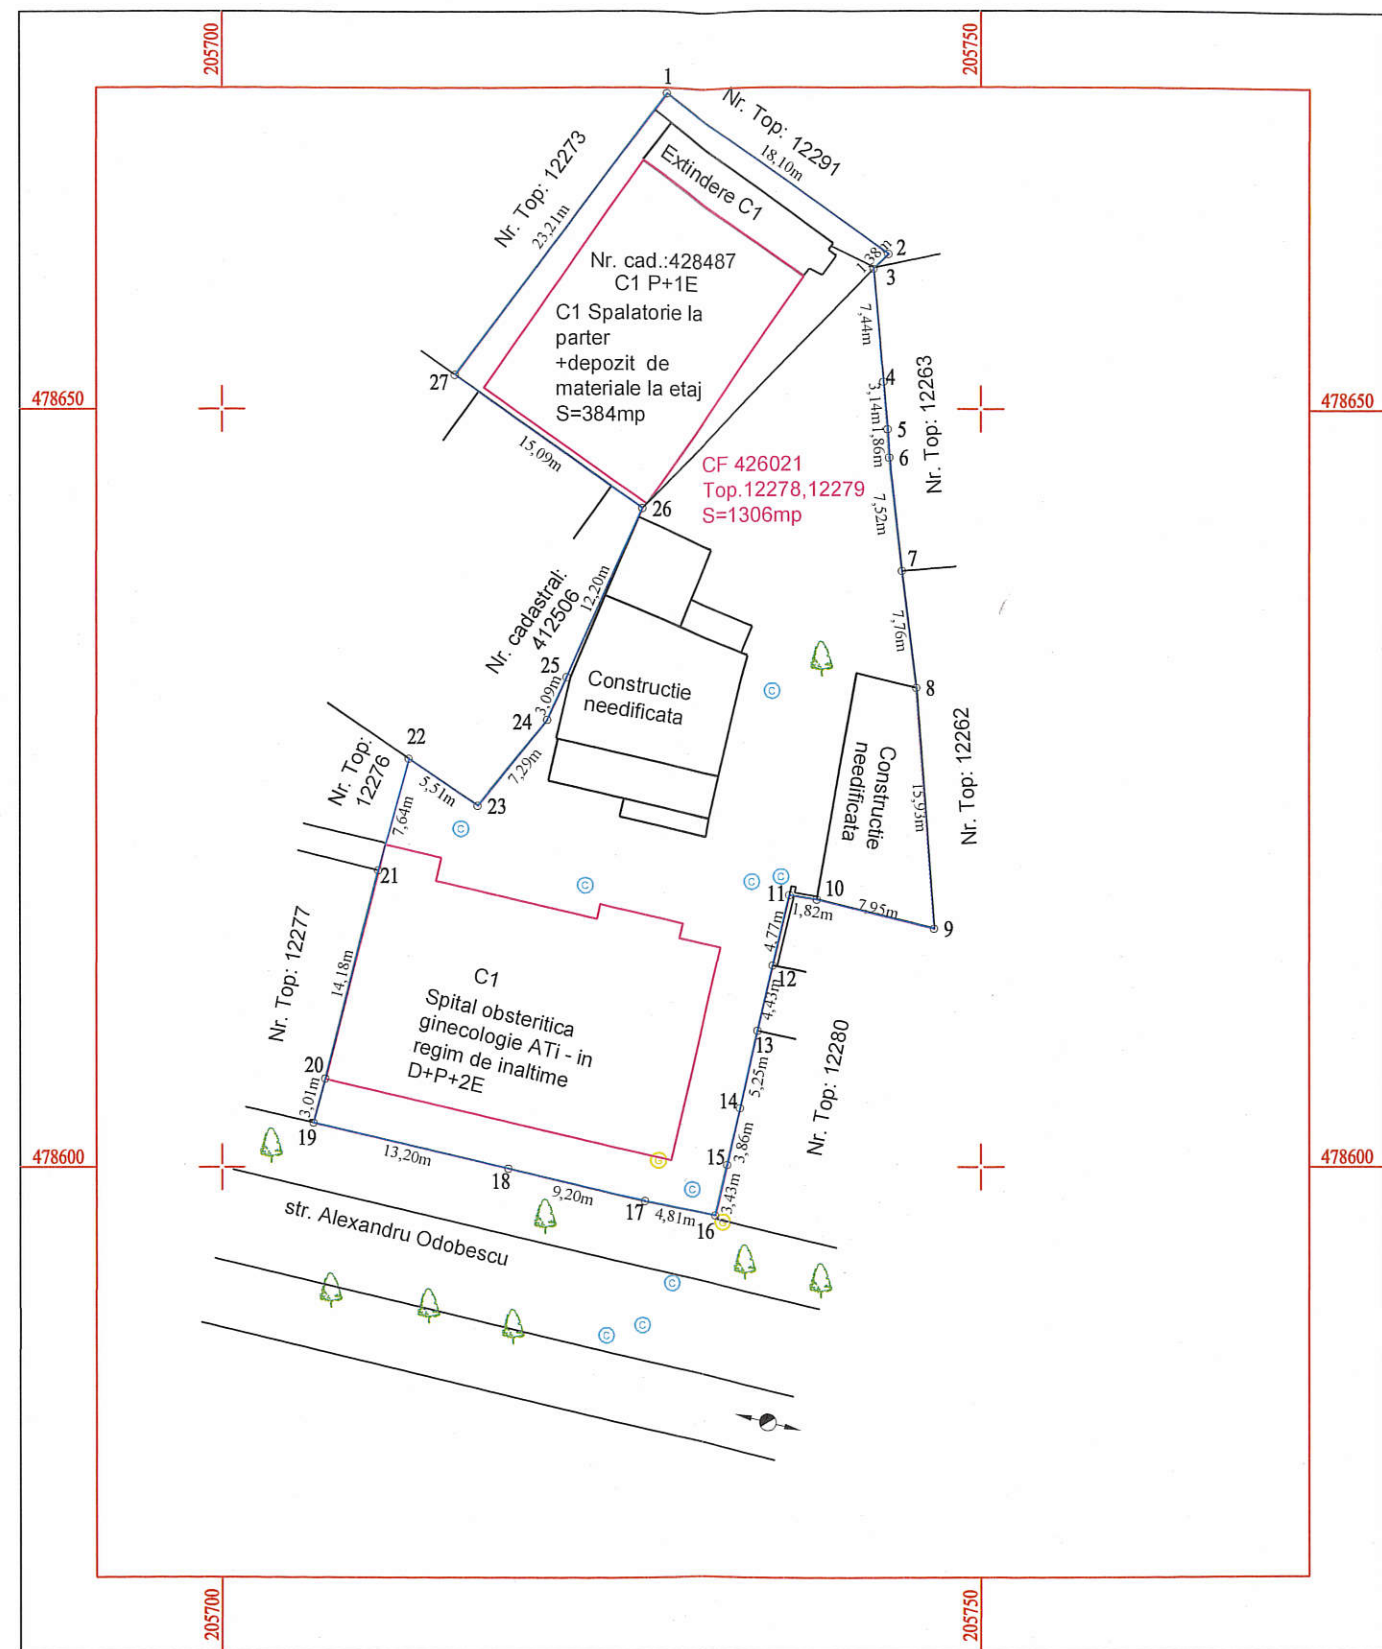 205700
205750
1
Nr. Top: 12291
18,10m
Nr. Top: 12273
23,21m
Extindere C1
2
1,38m
3
Nr. cad.:428487
C1 P+1E
C1 Spalatorie la
parter
+depozit de
materiale la etaj
S=384mp
7,44m
27
4
3,14m
Nr. Top: 12263
478650
478650
5
1,86m
6
15,09m
CF 426021
Top.12278,12279
S=1306mp
26
7,52m
7
12,20m
Nr. cadastral:
412506
7,76m
25
3,09m
Constructie
needificata
8
24
22
Nr. Top:
12276
5,51m
7,29m
23
7,64m
Constructie
needificata
15,93m
Nr. Top: 12262
21
11
10
1,82m
7,95m
9
4,77m
Nr. Top: 12277
14,18m
12
C1
Spital obsteritica
ginecologie ATi - in
regim de inaltime
D+P+2E
4,43m
13
Nr. Top: 12280
20
3,01m
5,25m
14
19
13,20m
3,86m
15
478600
478600
18
9,20m
17
4,81m
16
3,43m
str. Alexandru Odobescu
C
C
C
C
C
C
C
C
C
G
G
205700
205750